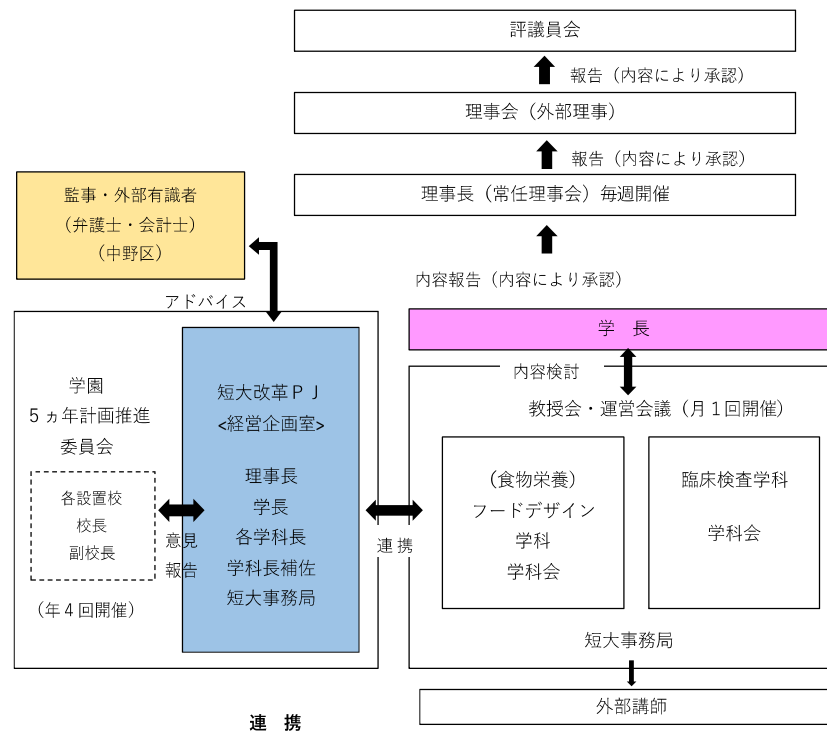 評議員会
報告（内容により承認）
理事会（外部理事）
報告（内容により承認）
理事長（常任理事会）毎週開催
監事・外部有識者
(弁護士・会計士)
(中野区)
内容報告（内容により承認）
アドバイス
学　長
内容検討
教授会・運営会議（月１回開催）
学園
５ヵ年計画推進
委員会
各設置校
校長
副校長
（年４回開催）
意見
報告
短大改革ＰＪ
<経営企画室>
理事長
学長
各学科長
学科長補佐
短大事務局
連携
(食物栄養)
フードデザイン
学科
学科会
臨床検査学科
学科会
短大事務局
外部講師
連　携